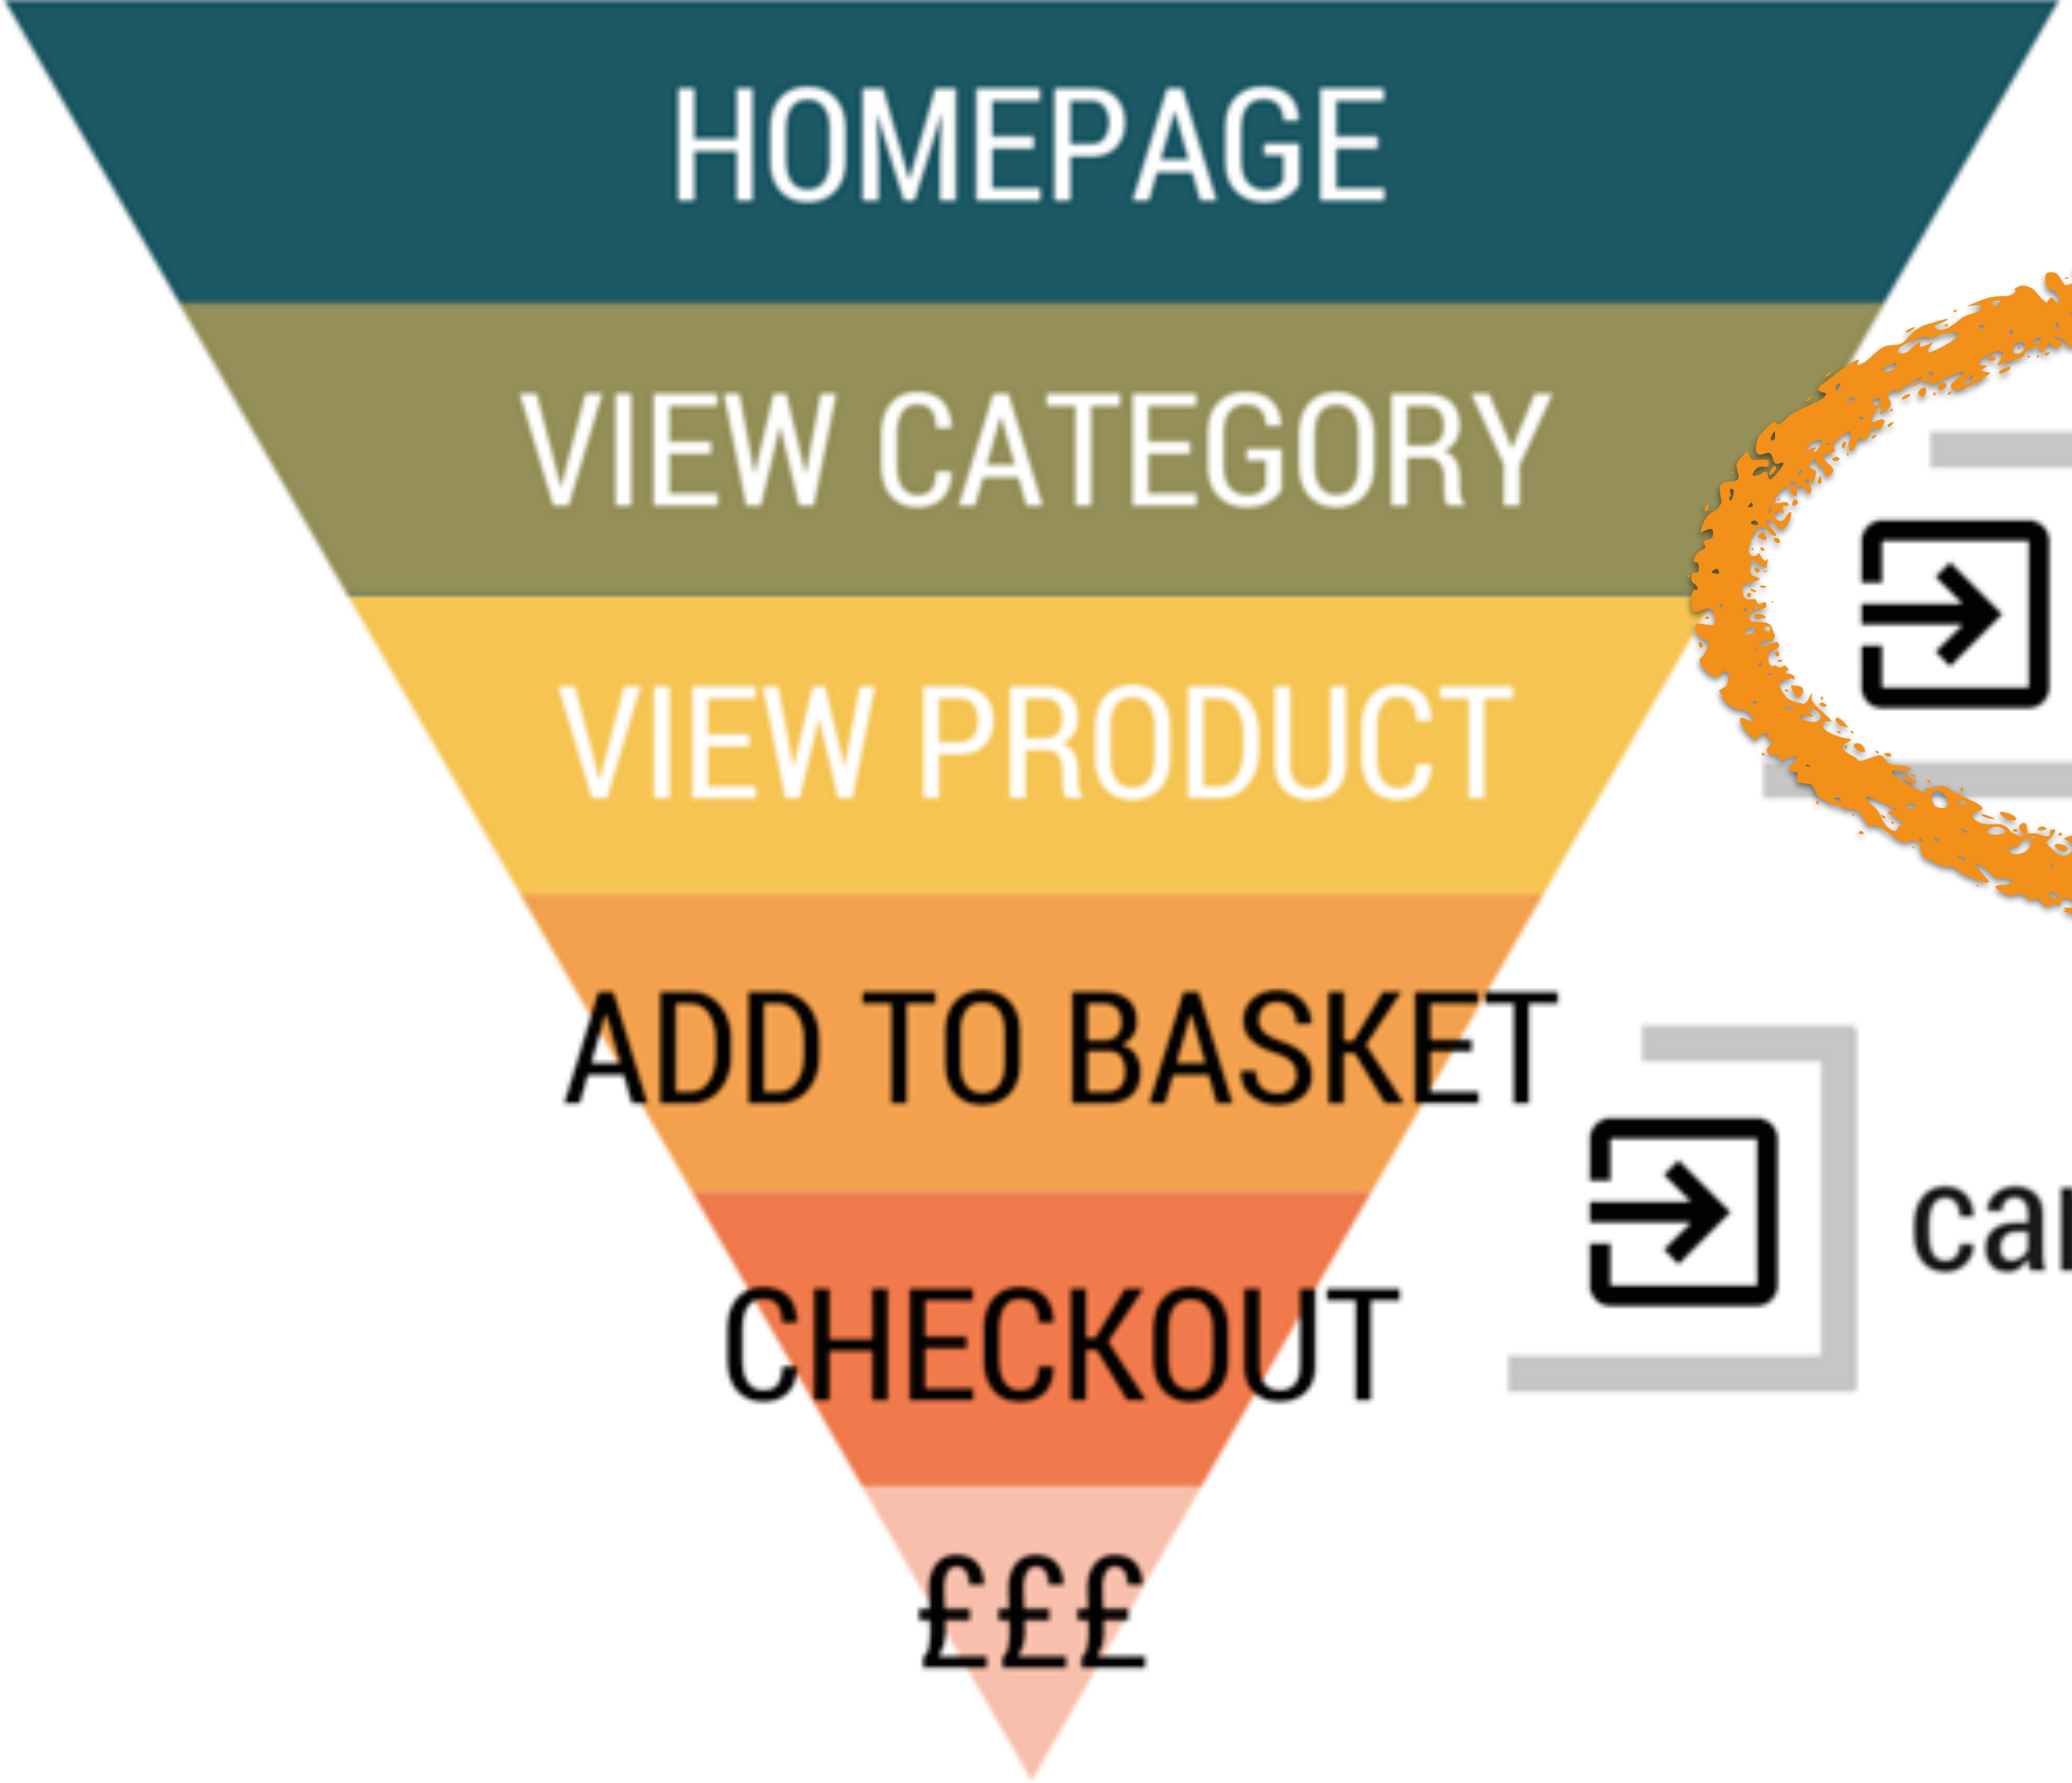 HOMEPAGE
VIEW CATEGORY
VIEW PRODUCT
ADD TO BASKET
CHECKOUT
£££